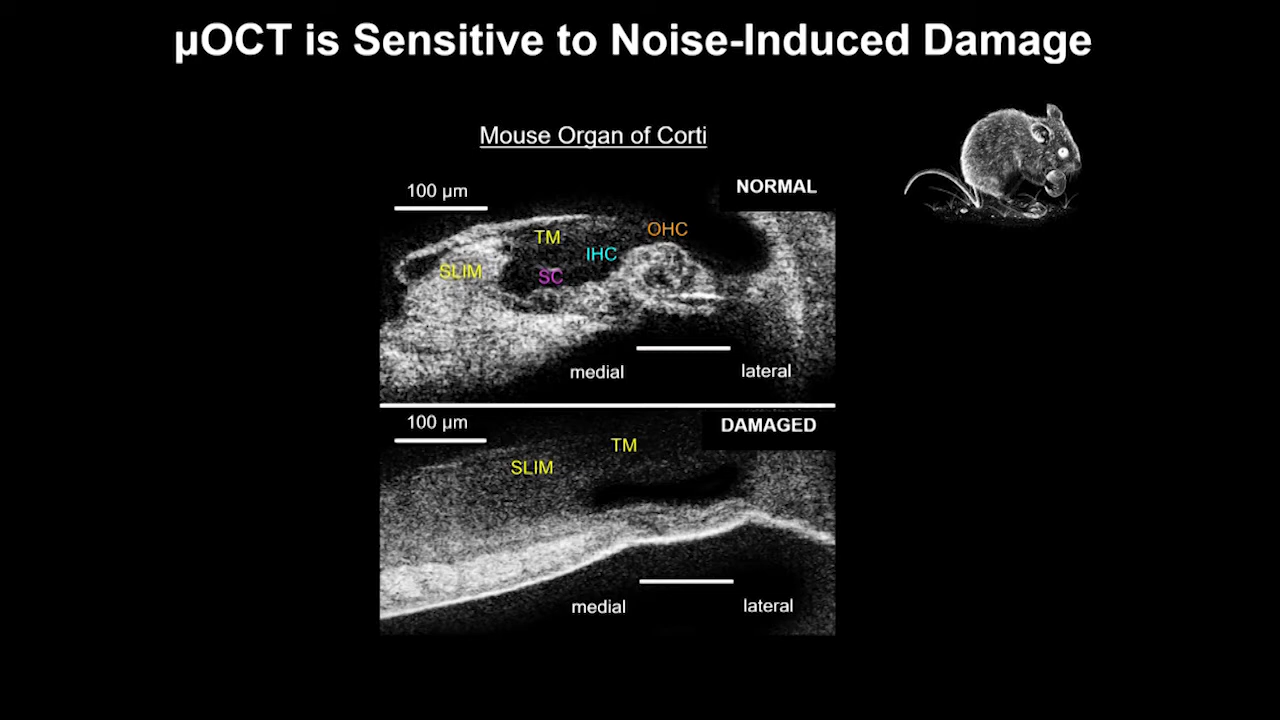 µOCT is Sensitive to Noise-Induced Damage
Mouse Organ of Corti
100 µm
NORMAL
TM
OHC
IHC
SLIM
SC
medial
lateral
100 µm
DAMAGED
TM
SLIM
medial
lateral